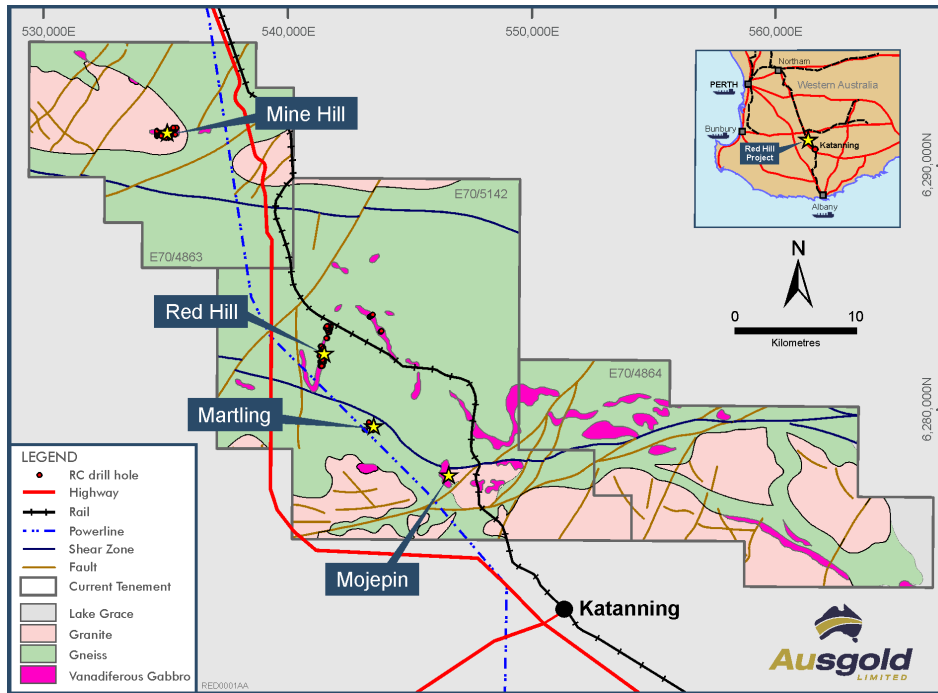 530,000E
540,000E
550,000E
560,000E
6,290,000N
6,280,000N
Mine Hill
E70/5142
E70/4863
Red Hill
E70/4864
Martling
Mojepin
Katanning
Northam
PERTH
Western Australia
Bunbury
Red Hill
Project
Katanning
Albany
N
0 10
Kilometres
LEGEND
RC drill hole
Highway
Rail
Powerline
Shear Zone
Fault
Current Tenement
Lake Grace
Granite
Gneiss
Vanadiferous Gabbro
RED0001AA
Ausgold
LIMITED